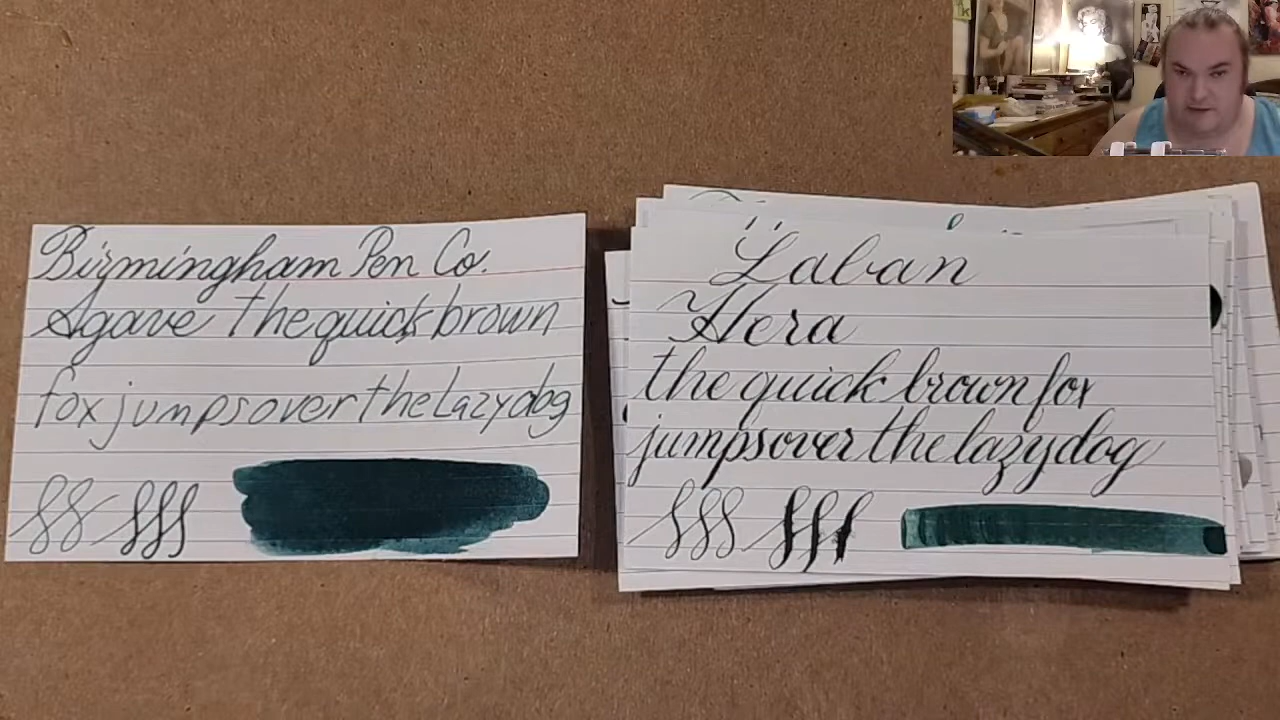 Birmingham Pen Co.
Agave the quick brown
fox jumps over the lazy dog
Laban
Hera
the quick brown fox
jumps over the lazy dog